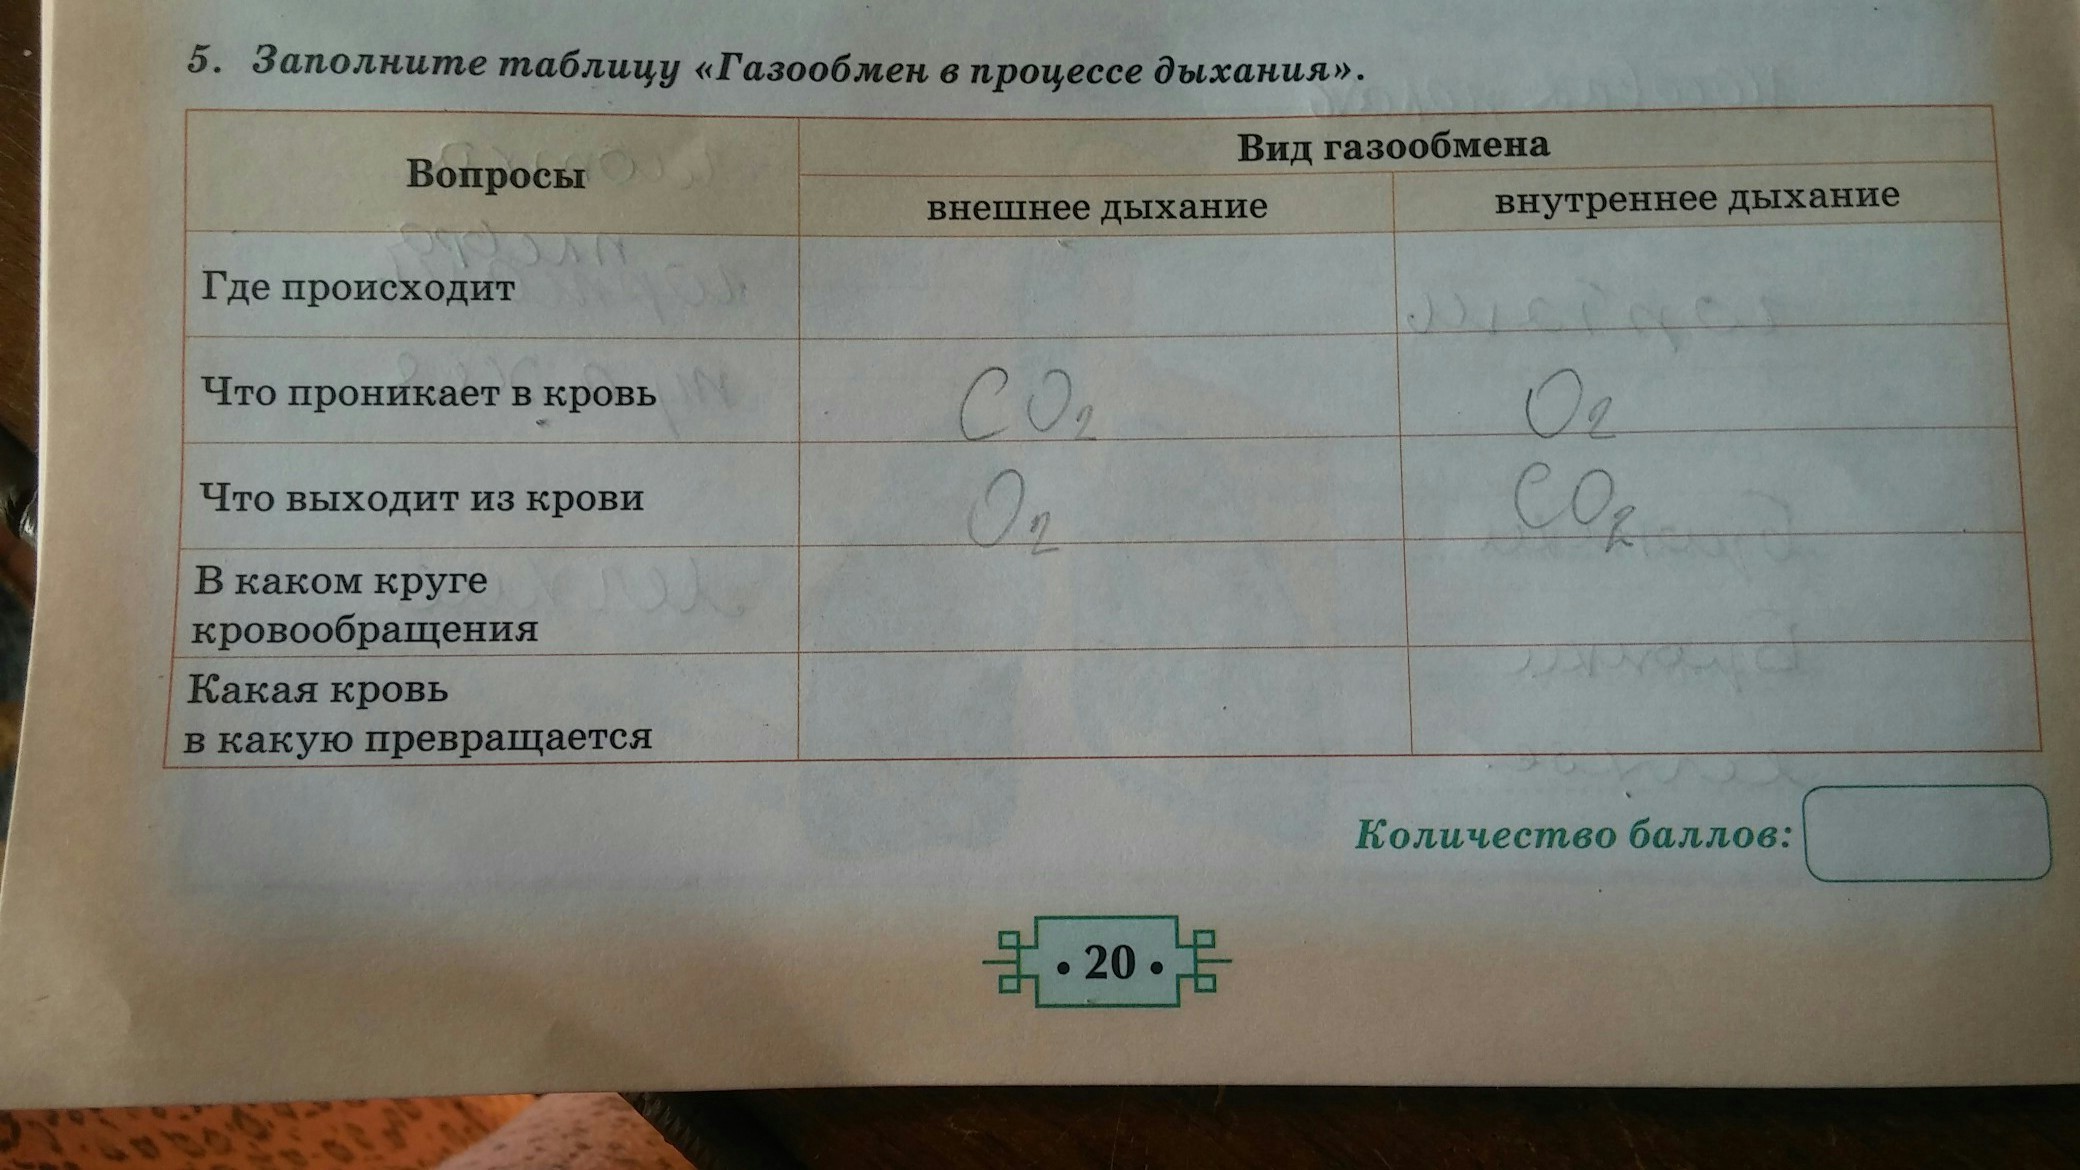 5. Заполните таблицу «Газообмен в процессе дыхания».
Вопросы
Вид газообмена
внешнее дыхание
внутреннее дыхание
Где происходит
Что проникает в кровь
CO₂
O₂
Что выходит из крови
O₂
CO₂
В каком круге
кровообращения
Какая кровь
в какую превращается
Количество баллов:
• 20 •